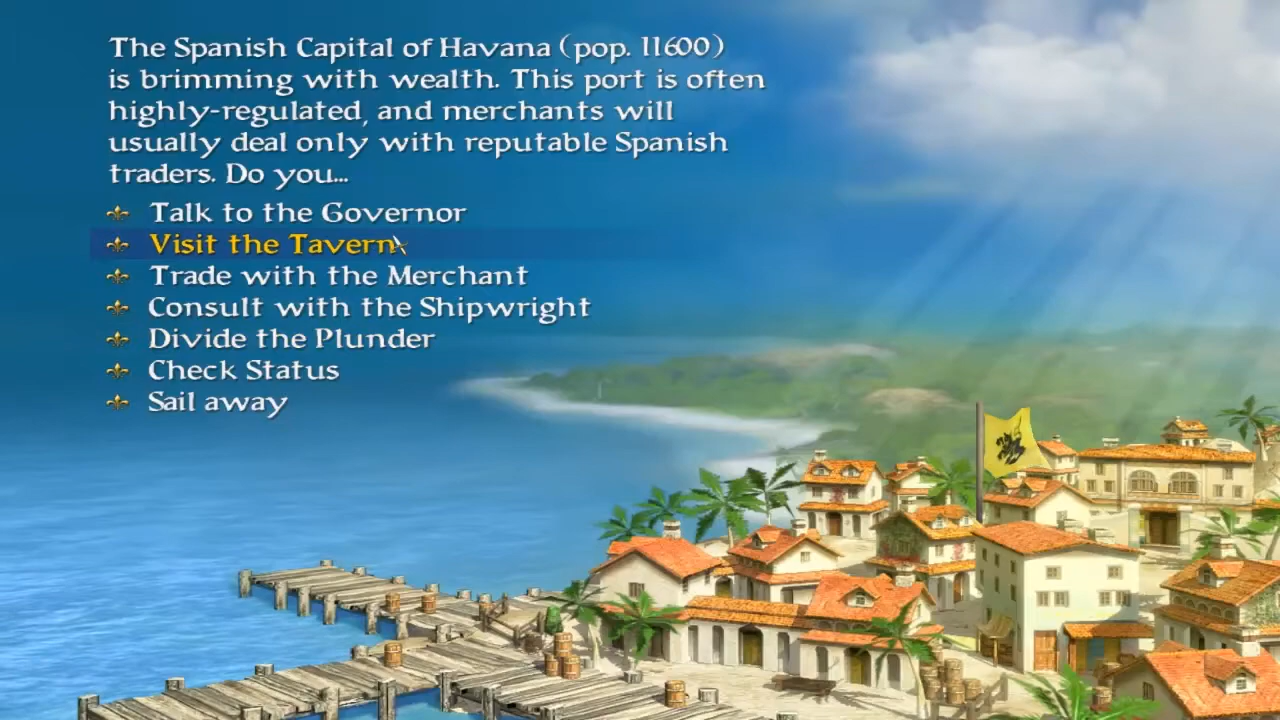 The Spanish Capital of Havana (pop. 11600)
is brimming with wealth. This port is often
highly-regulated, and merchants will
usually deal only with reputable Spanish
traders. Do you...
Talk to the Governor
Visit the Tavern
Trade with the Merchant
Consult with the Shipwright
Divide the Plunder
Check Status
Sail away